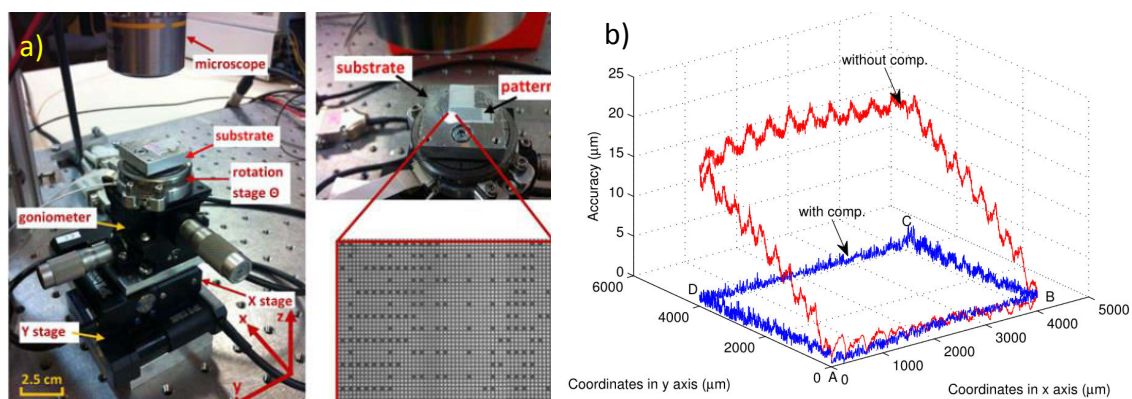 a)
microscope
substrate
rotation
stage Θ
goniometer
X stage
z
x
Y stage
y
2.5 cm
substrate
pattern
b)
25
20
15
10
5
0
Accuracy (µm)
without comp.
with comp.
C
D
B
A
6000
4000
2000
0
0
1000
2000
3000
4000
5000
Coordinates in y axis (µm)
Coordinates in x axis (µm)